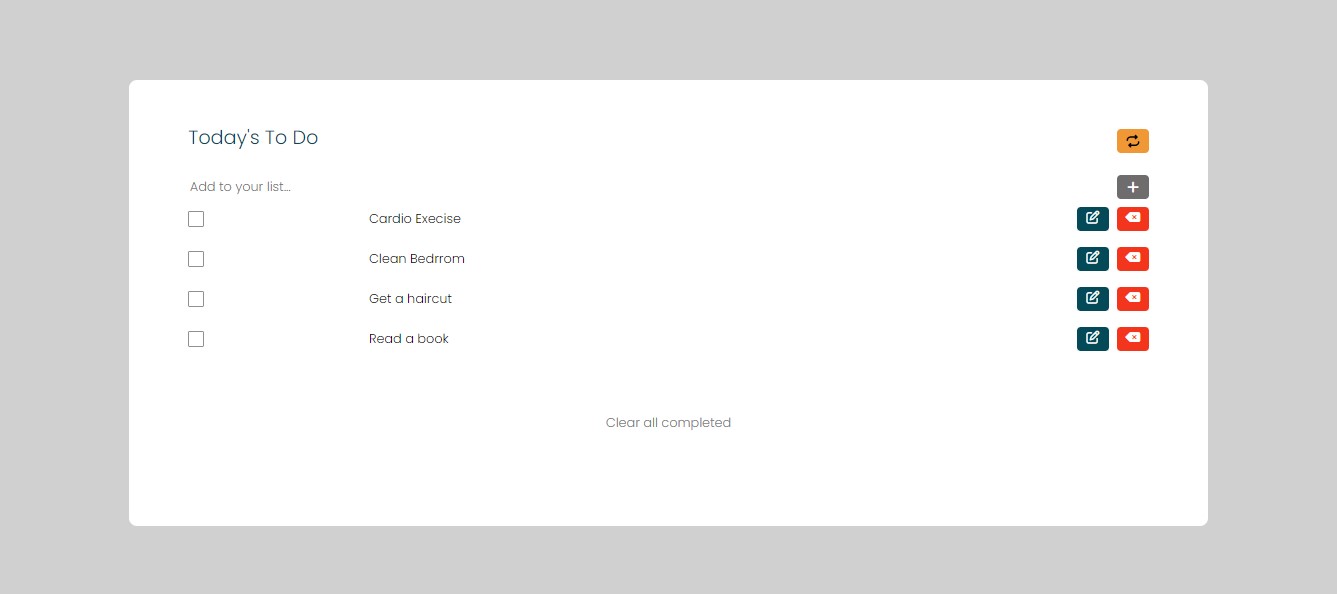 Today's To Do
Add to your list...
Cardio Execise
Clean Bedrrom
Get a haircut
Read a book
Clear all completed